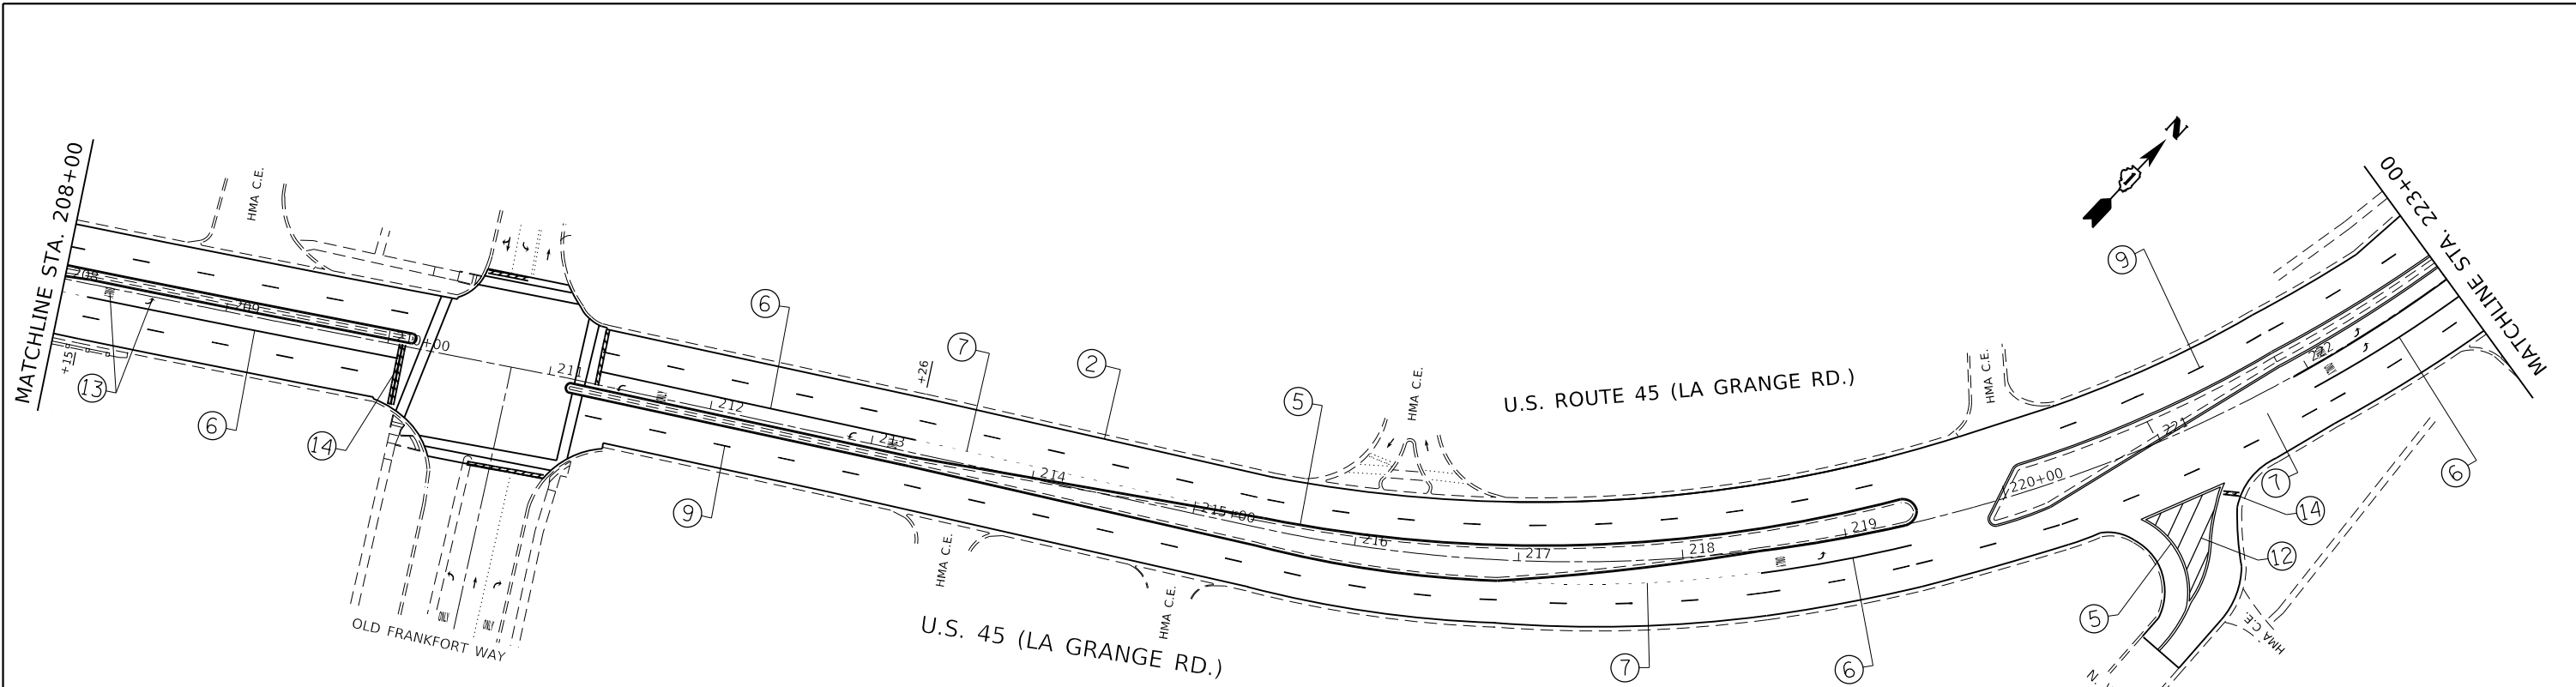 MATCHLINE STA. 208+00
HMA C.E.
208
209
210+00
+15
13
6
14
211
6
7
2
5
+26
212
213
214
215+00
216
217
218
219
220+00
221
222
HMA C.E.
U.S. ROUTE 45 (LA GRANGE RD.)
HMA C.E.
N
9
MATCHLINE STA. 223+00
9
HMA C.E.
HMA C.E.
ONLY
ONLY
OLD FRANKFORT WAY
U.S. 45 (LA GRANGE RD.)
ONLY
ONLY
7
6
5
12
14
7
6
HMA C.E.
N.